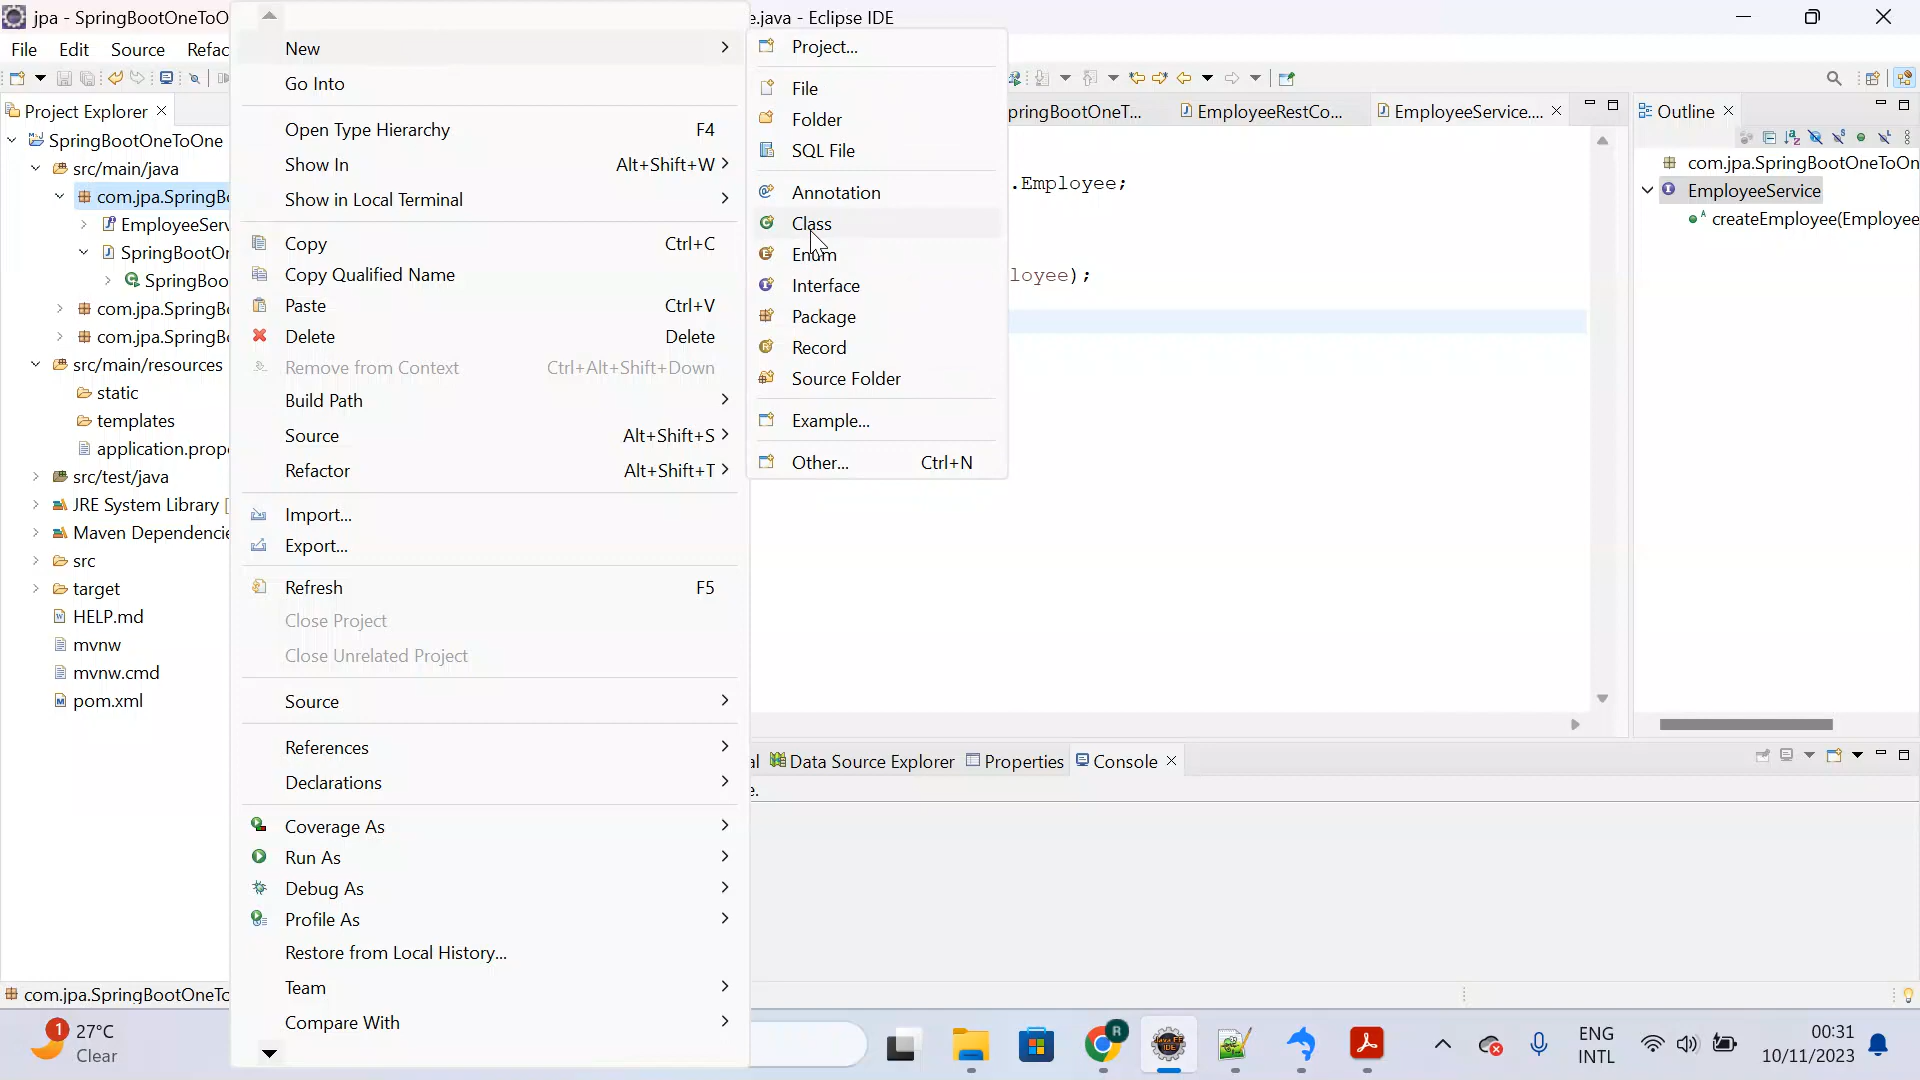 jpa - SpringBootOneToO
e.java - Eclipse IDE
File Edit Source Refac
Project Explorer
SpringBootOneToOne
src/main/java
com.jpa.SpringBo
EmployeeServ
SpringBootOn
SpringBoo
com.jpa.SpringBo
com.jpa.SpringBo
src/main/resources
static
templates
application.prope
src/test/java
JRE System Library [
Maven Dependencie
src
target
HELP.md
mvnw
mvnw.cmd
pom.xml
New
Go Into
Open Type Hierarchy F4
Show In Alt+Shift+W
Show in Local Terminal
Copy Ctrl+C
Copy Qualified Name
Paste Ctrl+V
Delete Delete
Remove from Context Ctrl+Alt+Shift+Down
Build Path
Source Alt+Shift+S
Refactor Alt+Shift+T
Import...
Export...
Refresh F5
Close Project
Close Unrelated Project
Source
References
Declarations
Coverage As
Run As
Debug As
Profile As
Restore from Local History...
Team
Compare With
Project...
File
Folder
SQL File
Annotation
Class
Enum
Interface
Package
Record
Source Folder
Example...
Other... Ctrl+N
pringBootOneT... EmployeeRestCo... EmployeeService....
.Employee;
loyee);
Outline
com.jpa.SpringBootOneToOn
EmployeeService
createEmployee(Employee
al Data Source Explorer Properties Console
e.
com.jpa.SpringBootOneTo
1 27°C
Clear
R
ENG
INTL
00:31
10/11/2023